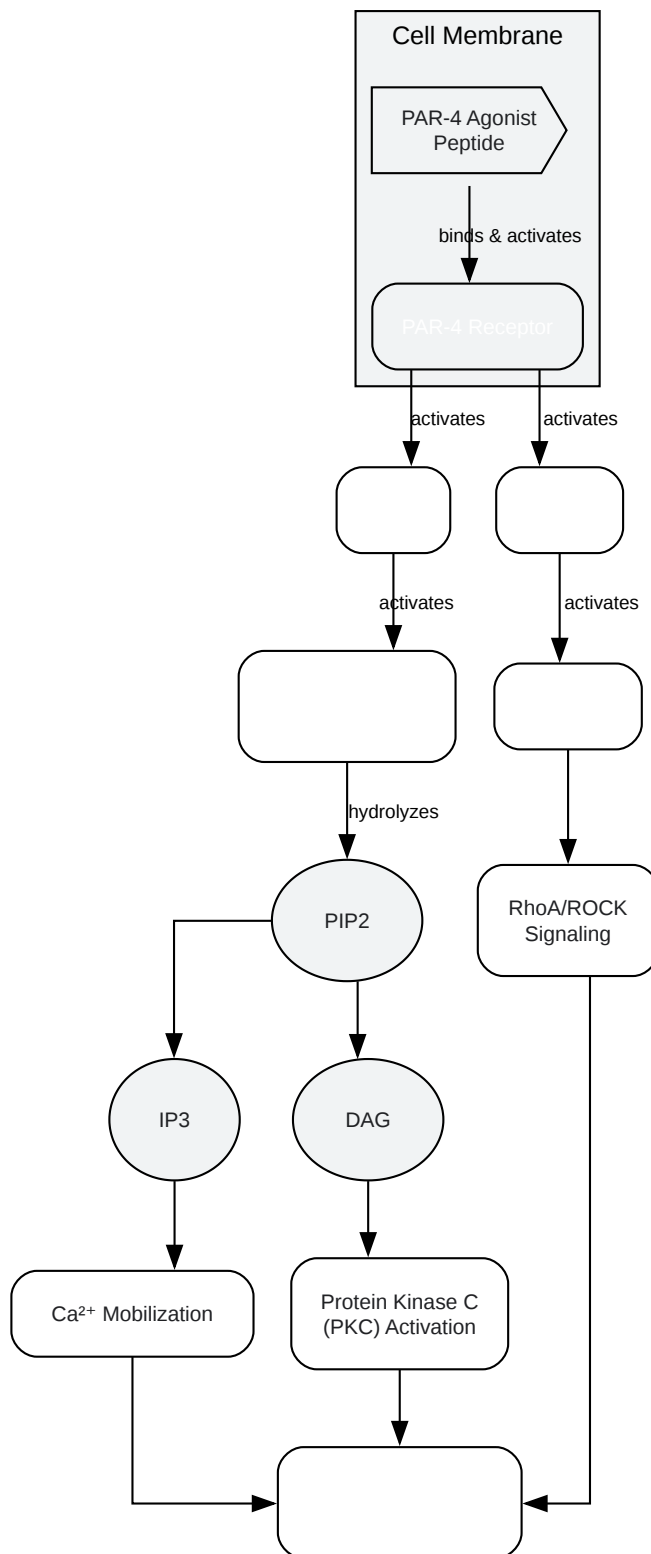 Cell Membrane
PAR-4 Agonist
Peptide
binds & activates
PAR-4 Receptor
activates
activates
activates
activates
hydrolyzes
PIP2
RhoA/ROCK
Signaling
IP3
DAG
Ca²⁺ Mobilization
Protein Kinase C
(PKC) Activation